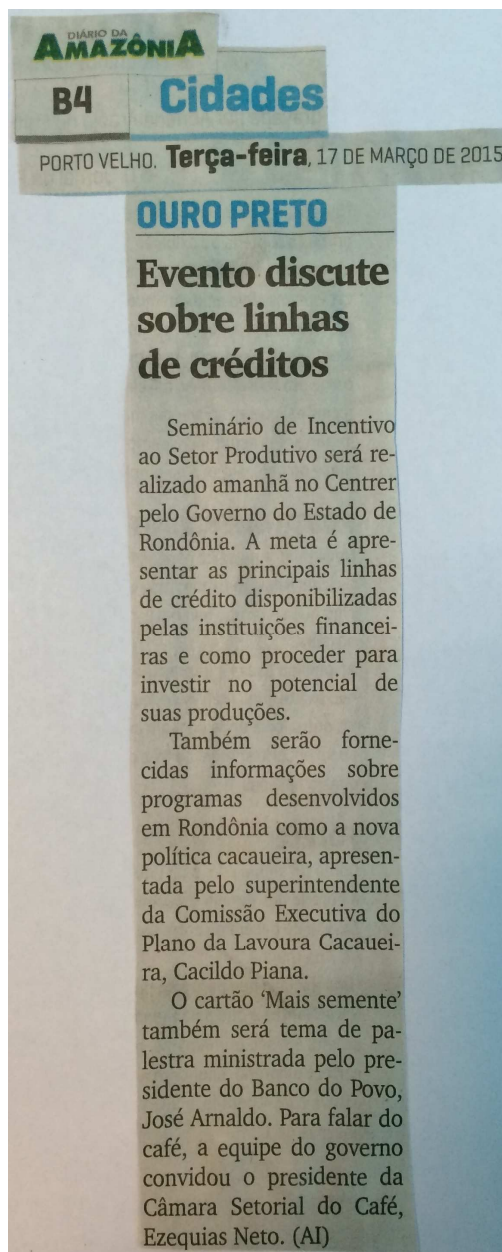 DIÁRIO DA
AMAZÔNIA
B4
Cidades
PORTO VELHO. Terça-feira, 17 DE MARÇO DE 2015
OURO PRETO
Evento discute
sobre linhas
de créditos
Seminário de Incentivo
ao Setor Produtivo será re-
alizado amanhã no Centrer
pelo Governo do Estado de
Rondônia. A meta é apre-
sentar as principais linhas
de crédito disponibilizadas
pelas instituições financei-
ras e como proceder para
investir no potencial de
suas produções.
Também serão forne-
cidas informações sobre
programas desenvolvidos
em Rondônia como a nova
política cacaueira, apresen-
tada pelo superintendente
da Comissão Executiva do
Plano da Lavoura Cacauei-
ra, Cacildo Piana.
O cartão ‘Mais semente’
também será tema de pa-
lestra ministrada pelo pre-
sidente do Banco do Povo,
José Arnaldo. Para falar do
café, a equipe do governo
convidou o presidente da
Câmara Setorial do Café,
Ezequias Neto. (AI)